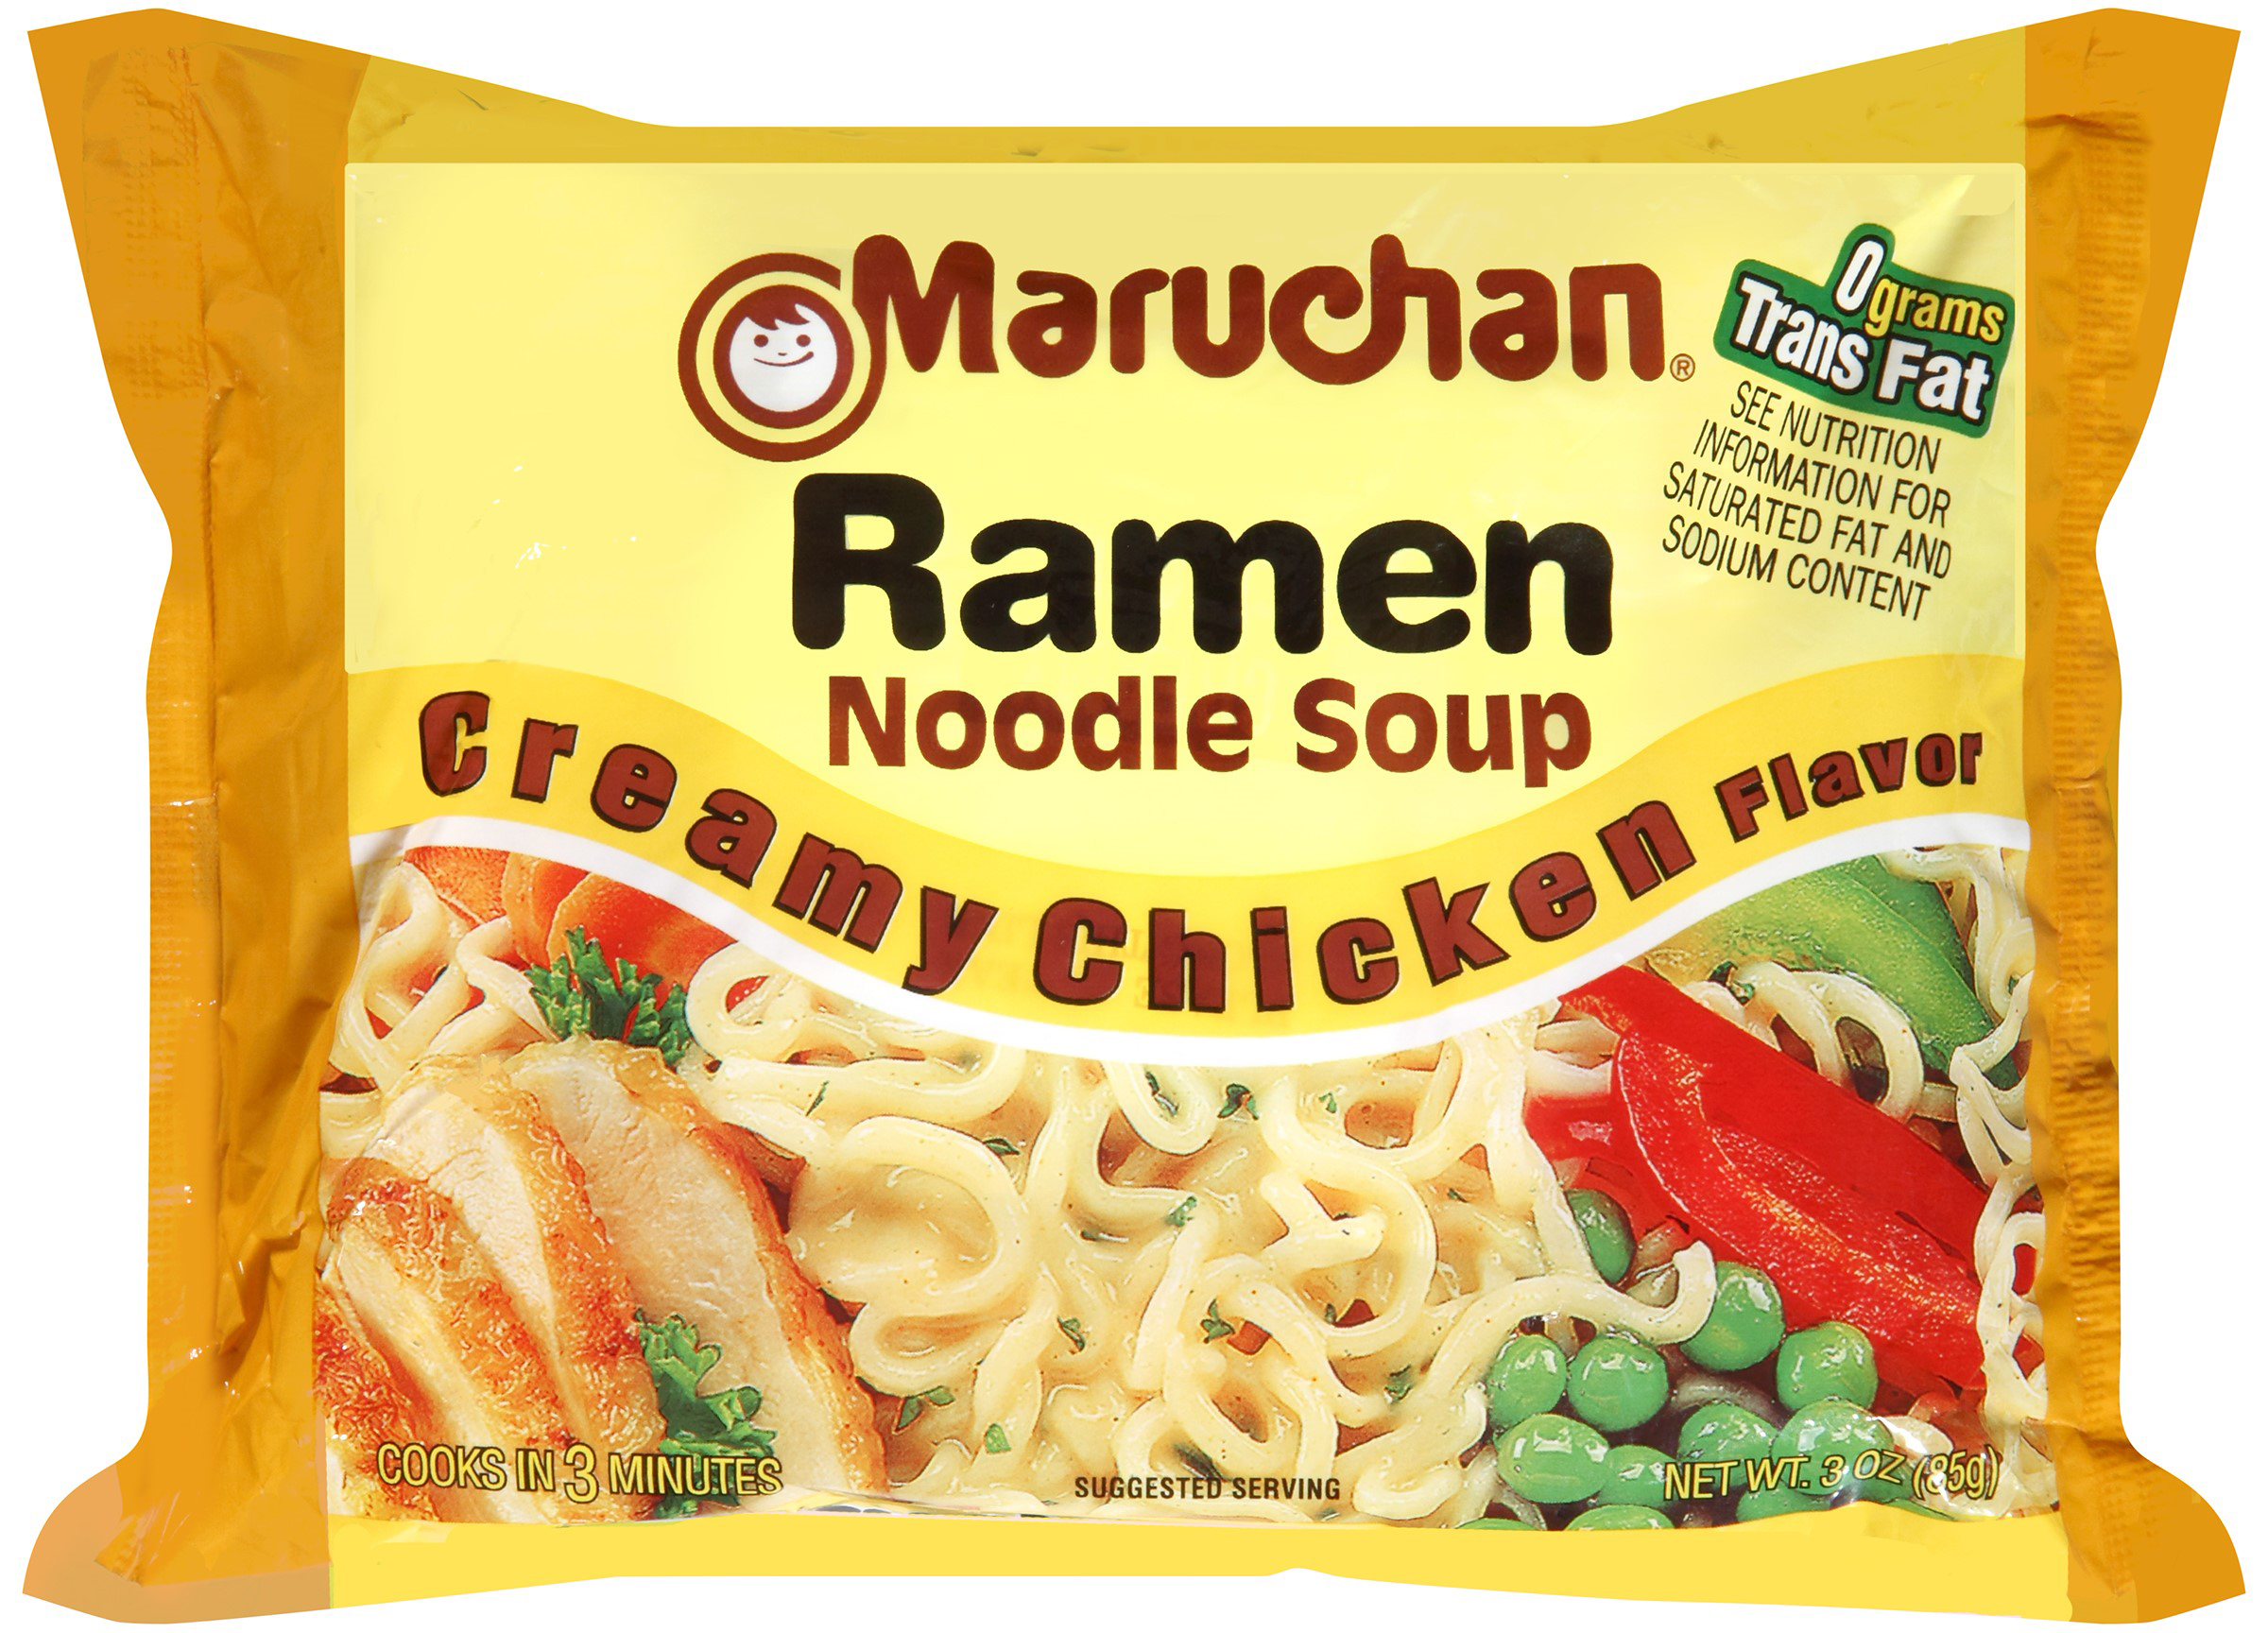 Maruchan®
0 grams
Trans Fat
SEE NUTRITION
INFORMATION FOR
SATURATED FAT AND
SODIUM CONTENT
Ramen
Noodle Soup
Creamy Chicken Flavor
COOKS IN 3 MINUTES
SUGGESTED SERVING
NET WT. 3 OZ (85g)